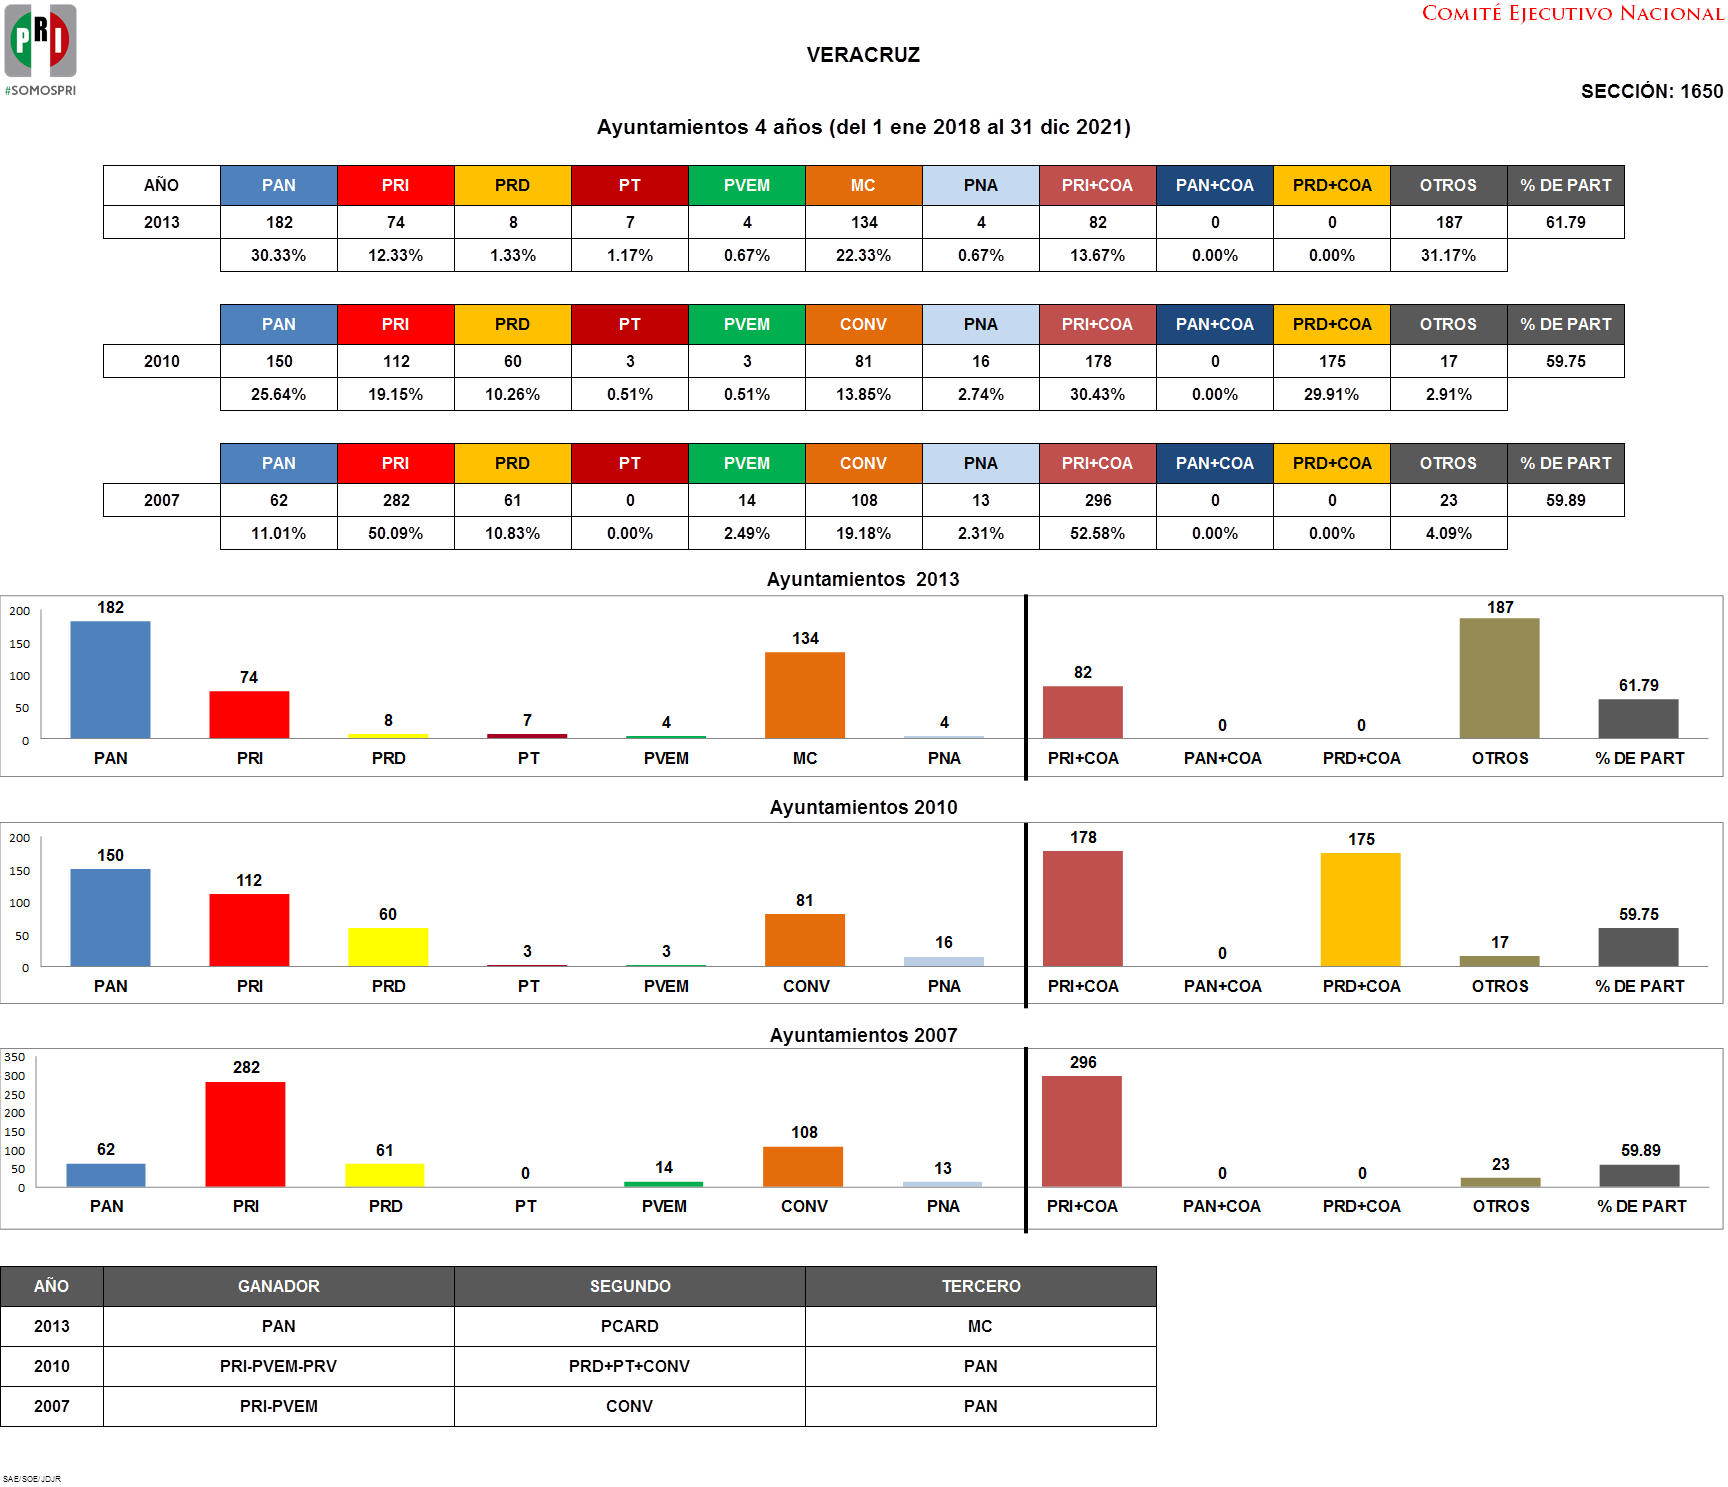 COMITÉ EJECUTIVO NACIONAL
PRI
#SOMOSPRI
VERACRUZ
SECCIÓN: 1650
Ayuntamientos 4 años (del 1 ene 2018 al 31 dic 2021)
AÑO PAN PRI PRD PT PVEM MC PNA PRI+COA PAN+COA PRD+COA OTROS % DE PART
2013 182 74 8 7 4 134 4 82 0 0 187 61.79
30.33% 12.33% 1.33% 1.17% 0.67% 22.33% 0.67% 13.67% 0.00% 0.00% 31.17%
PAN PRI PRD PT PVEM CONV PNA PRI+COA PAN+COA PRD+COA OTROS % DE PART
2010 150 112 60 3 3 81 16 178 0 175 17 59.75
25.64% 19.15% 10.26% 0.51% 0.51% 13.85% 2.74% 30.43% 0.00% 29.91% 2.91%
PAN PRI PRD PT PVEM CONV PNA PRI+COA PAN+COA PRD+COA OTROS % DE PART
2007 62 282 61 0 14 108 13 296 0 0 23 59.89
11.01% 50.09% 10.83% 0.00% 2.49% 19.18% 2.31% 52.58% 0.00% 0.00% 4.09%
Ayuntamientos 2013
200
150
100
50
0
182 74 8 7 4 134 4 82 0 0 187 61.79
PAN PRI PRD PT PVEM MC PNA PRI+COA PAN+COA PRD+COA OTROS % DE PART
Ayuntamientos 2010
200
150
100
50
0
150 112 60 3 3 81 16 178 0 175 17 59.75
PAN PRI PRD PT PVEM CONV PNA PRI+COA PAN+COA PRD+COA OTROS % DE PART
Ayuntamientos 2007
350
300
250
200
150
100
50
0
62 282 61 0 14 108 13 296 0 0 23 59.89
PAN PRI PRD PT PVEM CONV PNA PRI+COA PAN+COA PRD+COA OTROS % DE PART
AÑO GANADOR SEGUNDO TERCERO
2013 PAN PCARD MC
2010 PRI-PVEM-PRV PRD+PT+CONV PAN
2007 PRI-PVEM CONV PAN
SAE/SOE/JDJR